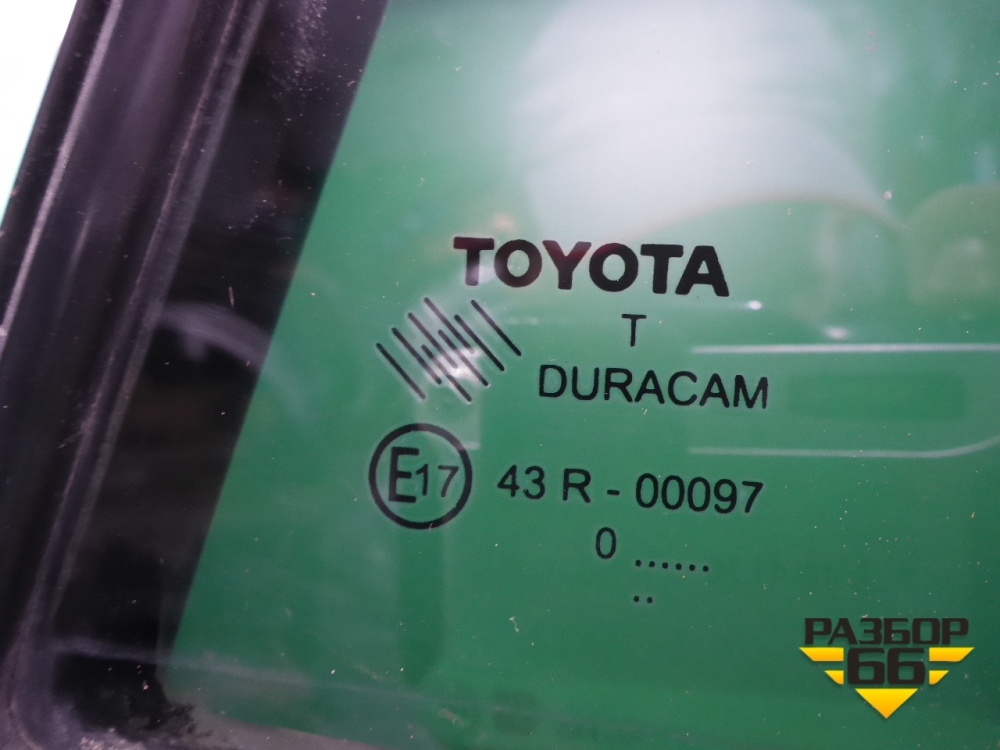 TOYOTA
T
DURACAM
E17 43 R - 00097
0 ......
..
РАЗБОР
66